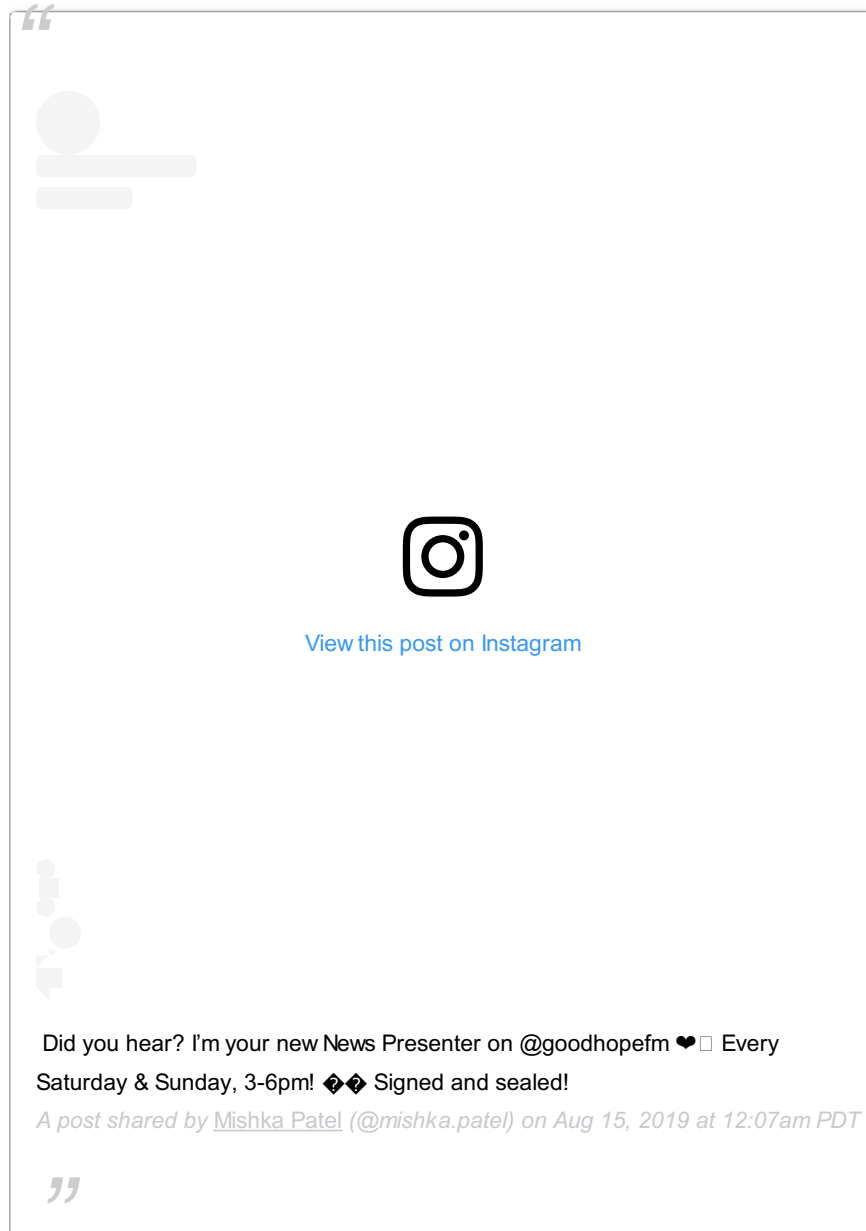 “
View this post on Instagram
Did you hear? I’m your new News Presenter on @goodhopefm ❤□ Every
Saturday & Sunday, 3-6pm! �� Signed and sealed!
A post shared by Mishka Patel (@mishka.patel) on Aug 15, 2019 at 12:07am PDT
”